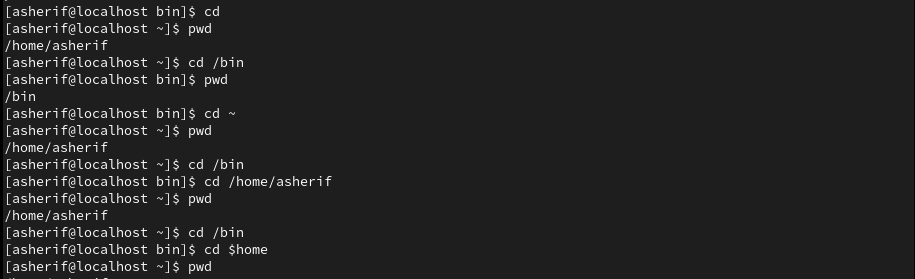 [asherif@localhost bin]$ cd
[asherif@localhost ~]$ pwd
/home/asherif
[asherif@localhost ~]$ cd /bin
[asherif@localhost bin]$ pwd
/bin
[asherif@localhost bin]$ cd ~
[asherif@localhost ~]$ pwd
/home/asherif
[asherif@localhost ~]$ cd /bin
[asherif@localhost bin]$ cd /home/asherif
[asherif@localhost ~]$ pwd
/home/asherif
[asherif@localhost ~]$ cd /bin
[asherif@localhost bin]$ cd $home
[asherif@localhost ~]$ pwd